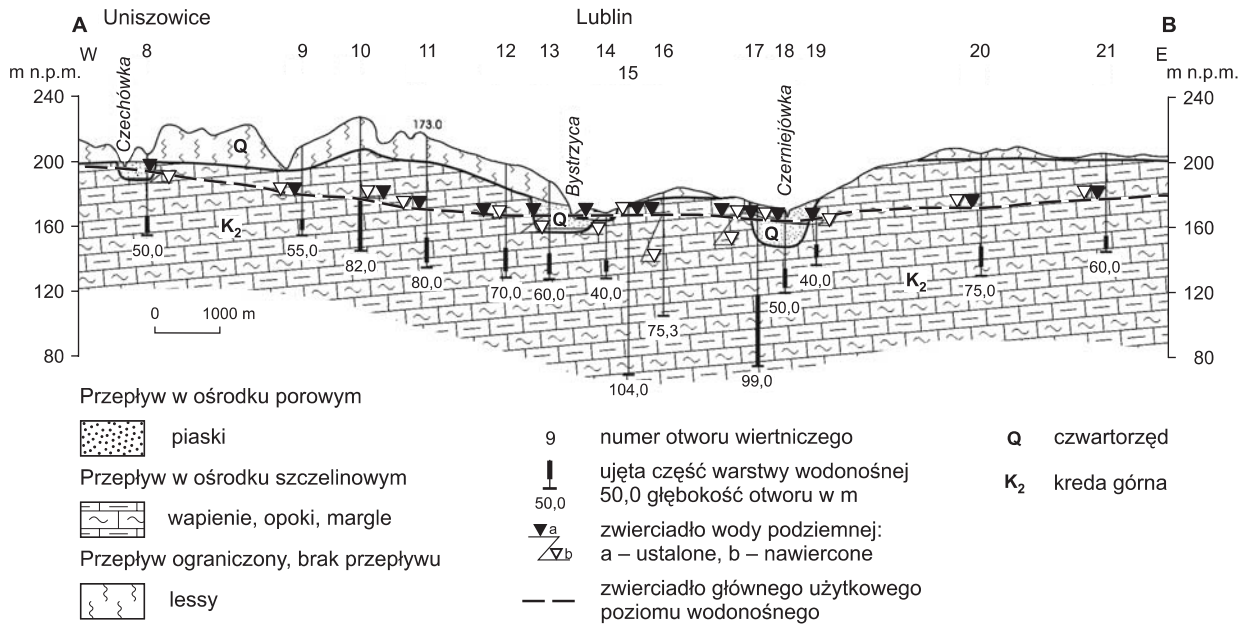 A Uniszowice Lublin B
W 8 9 10 11 12 13 14 16 17 18 19 20 21 E
15
m n.p.m. m n.p.m.
Czechówka
Bystrzyca
Czerniejówka
240 240
173.0
Q
200 200
160 160
Q Q
K₂ K₂
50,0 55,0 82,0 80,0 70,0 60,0 40,0 75,3 104,0 99,0 50,0 40,0 75,0 60,0
120 120
0 1000 m
80 80
Przepływ w ośrodku porowym
piaski
Przepływ w ośrodku szczelinowym
wapienie, opoki, margle
Przepływ ograniczony, brak przepływu
lessy
9 numer otworu wiertniczego
ujęta część warstwy wodonośnej
50,0 50,0 głębokość otworu w m
a b
zwierciadło wody podziemnej:
a – ustalone, b – nawiercone
zwierciadło głównego użytkowego
poziomu wodonośnego
Q czwartorzęd
K₂ kreda górna